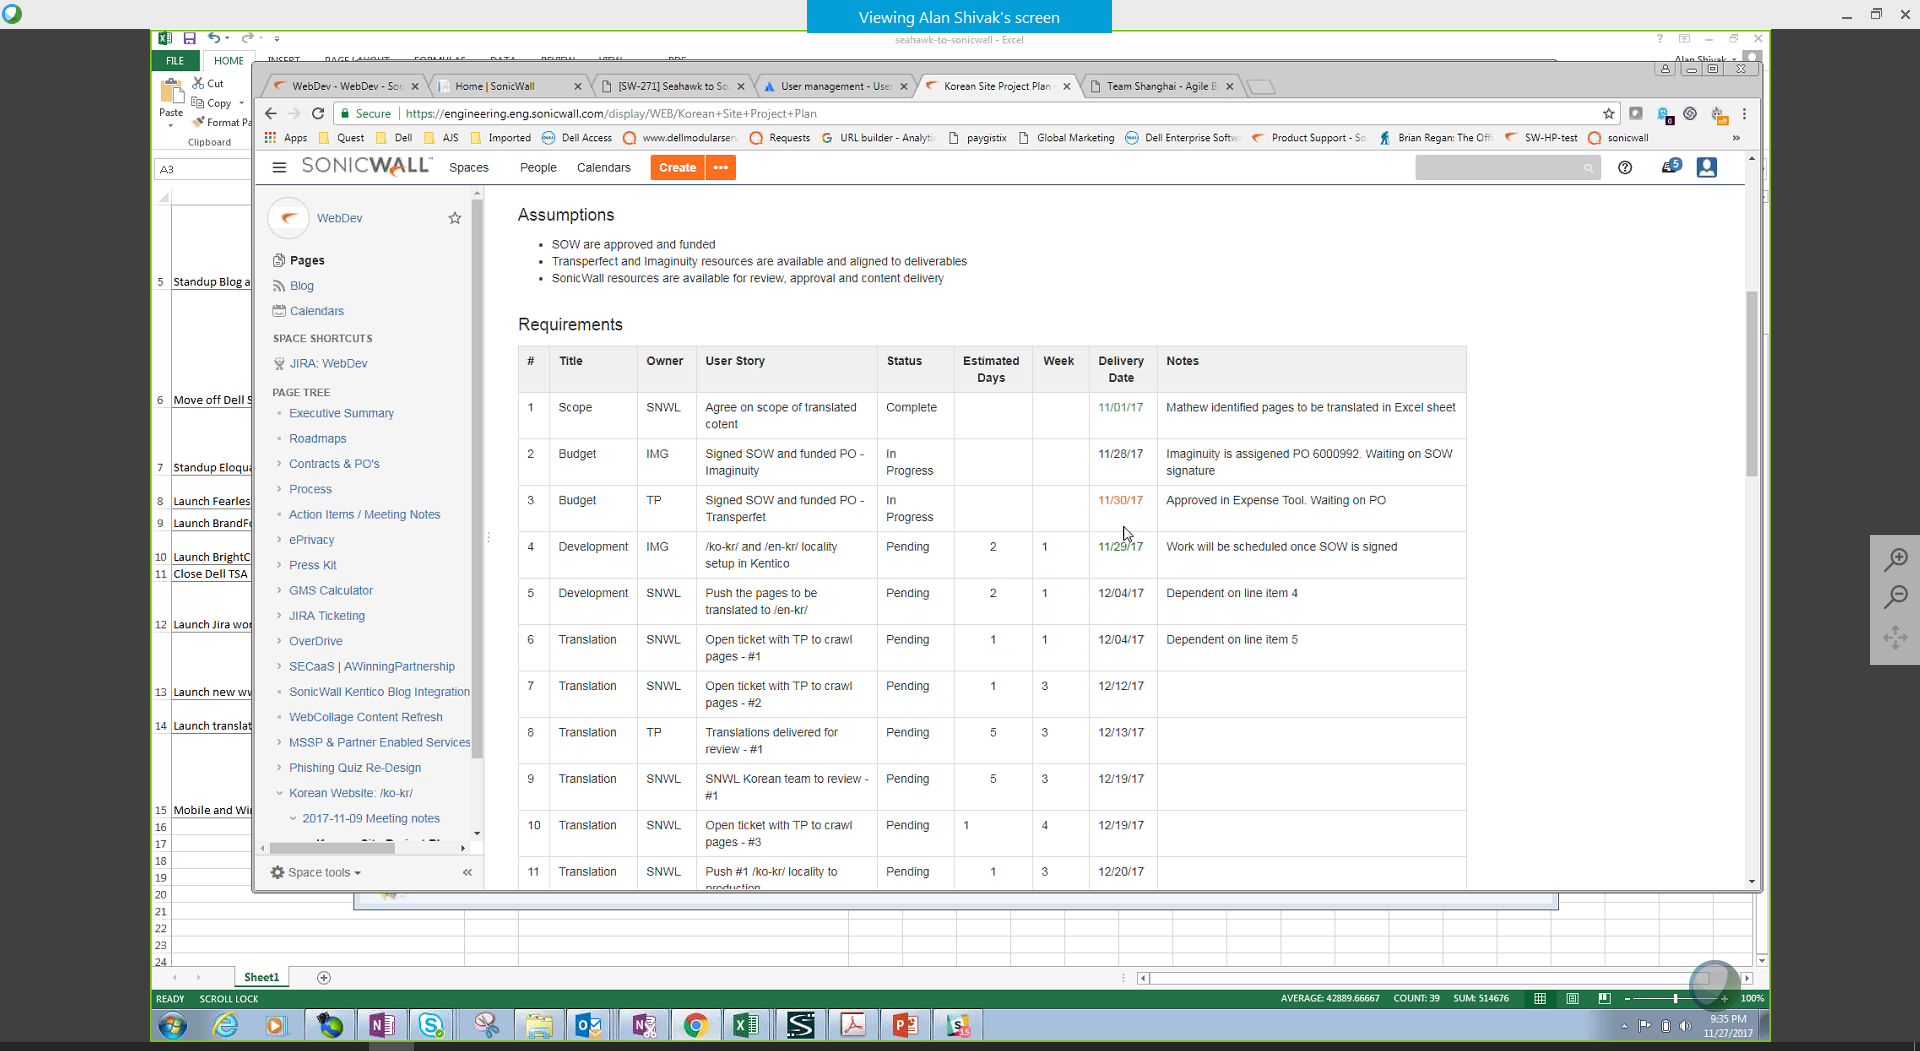 Viewing Alan Shivak's screen
seahawk-to-sonicwall - Excel
FILE HOME INSERT PAGE LAYOUT FORMULAS DATA REVIEW VIEW PDF Alan Shivak
WebDev - WebDev - Son
Home | SonicWall
[SW-271] Seahawk to So
User management - User
Korean Site Project Plan -
Team Shanghai - Agile B
Paste
Cut
Copy
Format Pa
Clipboard
Secure https://engineering.eng.sonicwall.com/display/WEB/Korean+Site+Project+Plan
Apps Quest Dell AJS Imported Dell Access www.dellmodularserv Requests URL builder - Analytic paygistix Global Marketing Dell Enterprise Softw Product Support - So Brian Regan: The Offi SW-HP-test sonicwall »
A3
SONICWALL Spaces People Calendars Create ••• 5
WebDev
Pages
Blog
Calendars
SPACE SHORTCUTS
JIRA: WebDev
PAGE TREE
Executive Summary
Roadmaps
Contracts & PO's
Process
Action Items / Meeting Notes
ePrivacy
Press Kit
GMS Calculator
JIRA Ticketing
OverDrive
SECaaS | AWinningPartnership
SonicWall Kentico Blog Integration
WebCollage Content Refresh
MSSP & Partner Enabled Services
Phishing Quiz Re-Design
Korean Website: /ko-kr/
2017-11-09 Meeting notes
Space tools
Assumptions
SOW are approved and funded
Transperfect and Imaginuity resources are available and aligned to deliverables
SonicWall resources are available for review, approval and content delivery
Requirements
# Title Owner User Story Status Estimated Days Week Delivery Date Notes
1 Scope SNWL Agree on scope of translated cotent Complete 11/01/17 Mathew identified pages to be translated in Excel sheet
2 Budget IMG Signed SOW and funded PO - Imaginuity In Progress 11/28/17 Imaginuity is assigened PO 6000992. Waiting on SOW signature
3 Budget TP Signed SOW and funded PO - Transperfet In Progress 11/30/17 Approved in Expense Tool. Waiting on PO
4 Development IMG /ko-kr/ and /en-kr/ locality setup in Kentico Pending 2 1 11/29/17 Work will be scheduled once SOW is signed
5 Development SNWL Push the pages to be translated to /en-kr/ Pending 2 1 12/04/17 Dependent on line item 4
6 Translation SNWL Open ticket with TP to crawl pages - #1 Pending 1 1 12/04/17 Dependent on line item 5
7 Translation SNWL Open ticket with TP to crawl pages - #2 Pending 1 3 12/12/17
8 Translation TP Translations delivered for review - #1 Pending 5 3 12/13/17
9 Translation SNWL SNWL Korean team to review - #1 Pending 5 3 12/19/17
10 Translation SNWL Open ticket with TP to crawl pages - #3 Pending 1 4 12/19/17
11 Translation SNWL Push #1 /ko-kr/ locality to production Pending 1 3 12/20/17
5 Standup Blog a
6 Move off Dell S
7 Standup Eloqua
8 Launch Fearles
9 Launch BrandFo
10 Launch BrightC
11 Close Dell TSA
12 Launch Jira wor
13 Launch new ww
14 Launch translat
15 Mobile and Wi
16
17
18
19
20
21
22
23
24
Sheet1
READY SCROLL LOCK AVERAGE: 42889.66667 COUNT: 39 SUM: 514676 100%
9:35 PM
11/27/2017